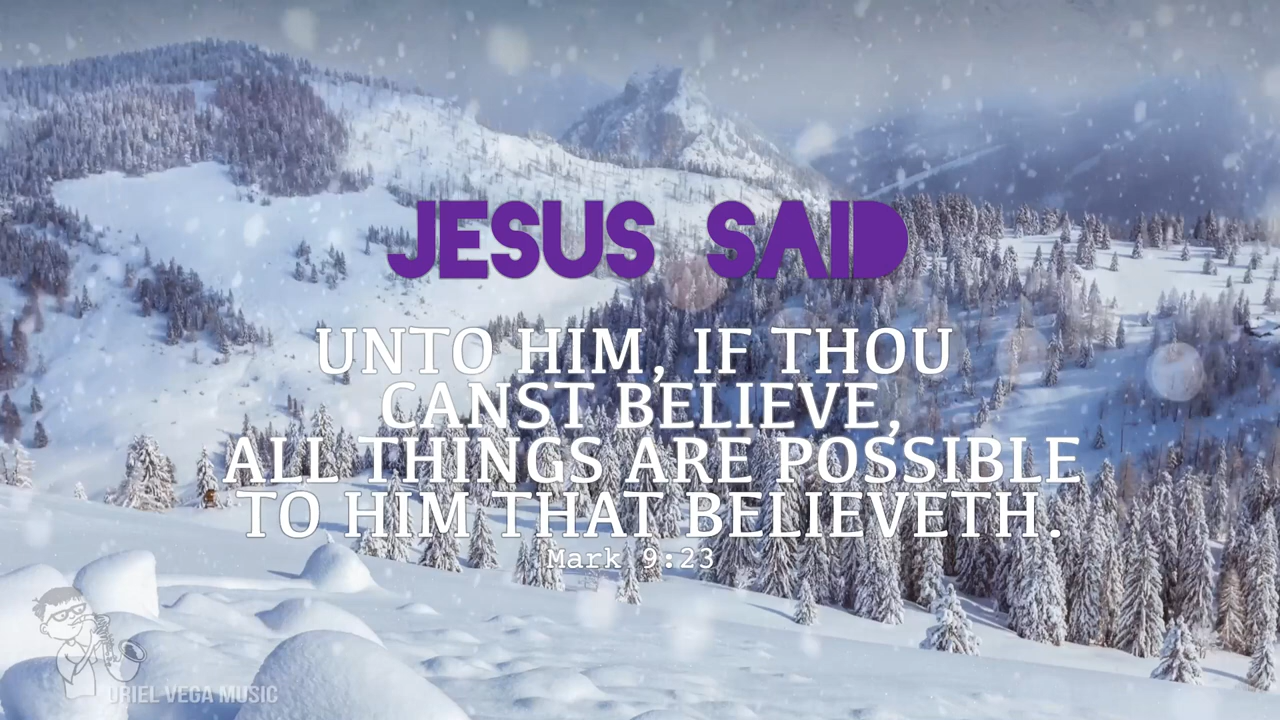 JESUS SAID
UNTO HIM, IF THOU
CANST BELIEVE,
ALL THINGS ARE POSSIBLE
TO HIM THAT BELIEVETH.
Mark 9:23
ORIEL VEGA MUSIC